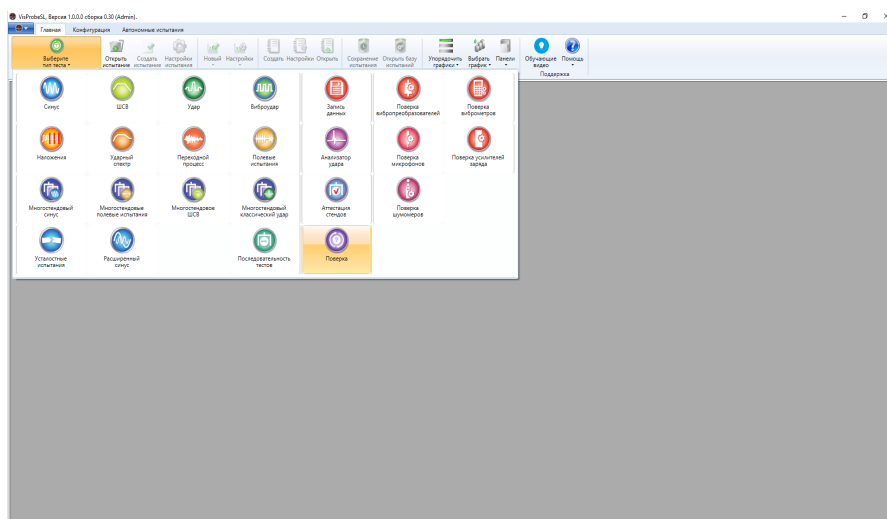 VisProbeSL, Версия 1.0.0.0 сборка 0.30 (Admin).
Главная Конфигурация Автономные испытания
Выберите тип теста
Открыть испытание
Создать испытание
Настройки испытания
Новый
Настройки
Создать
Настройки
Открыть
Сохранение испытания
Открыть базу испытаний
Упорядочить графики
Выбрать график
Панели
Обучающие видео
Помощь
Поддержка
Синус
ШСВ
Удар
Виброудар
Запись данных
Поверка вибропреобразователей
Поверка виброметров
Наложения
Ударный спектр
Переходной процесс
Полевые испытания
Анализатор удара
Поверка микрофонов
Поверка усилителей заряда
Многостендовый синус
Многостендовые полевые испытания
Многостендовое ШСВ
Многостендовый классический удар
Аттестация стендов
Поверка шумомеров
Усталостные испытания
Расширенный синус
Последовательность тестов
Поверка